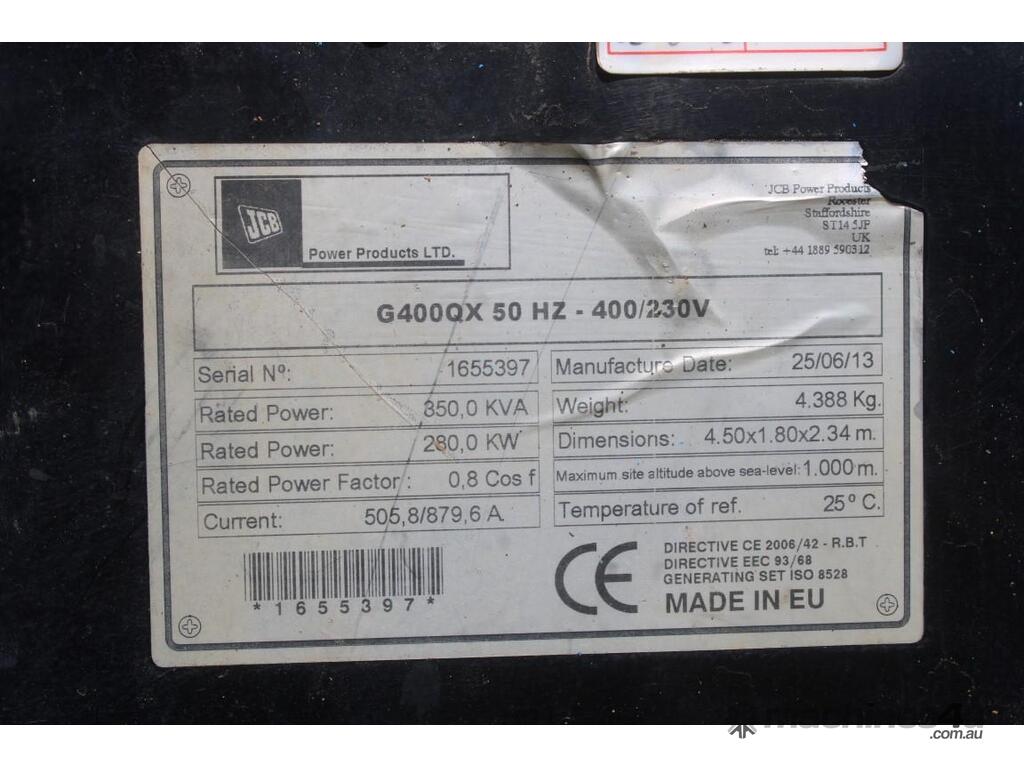 JCB
Power Products LTD.
JCB Power Products
Rocester
Staffordshire
ST14 5JP
UK
tel: +44 1889 590312
G400QX 50 HZ - 400/230V
Serial Nº: 1655397
Rated Power: 350,0 KVA
Rated Power: 280,0 KW
Rated Power Factor : 0,8 Cos f
Current: 505,8/879,6 A.
Manufacture Date: 25/06/13
Weight: 4.388 Kg.
Dimensions: 4.50x1.80x2.34 m.
Maximum site altitude above sea-level: 1.000 m.
Temperature of ref. 25º C.
*1655397*
CE
DIRECTIVE CE 2006/42 - R.B.T
DIRECTIVE EEC 93/68
GENERATING SET ISO 8528
MADE IN EU
machines4u
.com.au